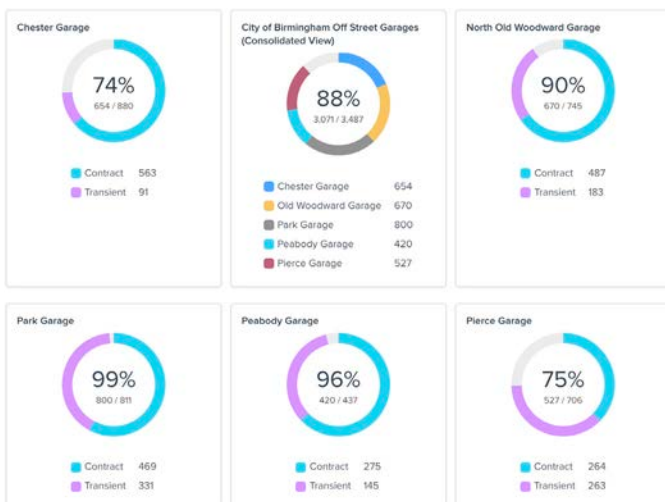 Chester Garage
74%
654 / 880
Contract 563
Transient 91
City of Birmingham Off Street Garages
(Consolidated View)
88%
3,071 / 3,487
Chester Garage 654
Old Woodward Garage 670
Park Garage 800
Peabody Garage 420
Pierce Garage 527
North Old Woodward Garage
90%
670 / 745
Contract 487
Transient 183
Park Garage
99%
800 / 811
Contract 469
Transient 331
Peabody Garage
96%
420 / 437
Contract 275
Transient 145
Pierce Garage
75%
527 / 706
Contract 264
Transient 263